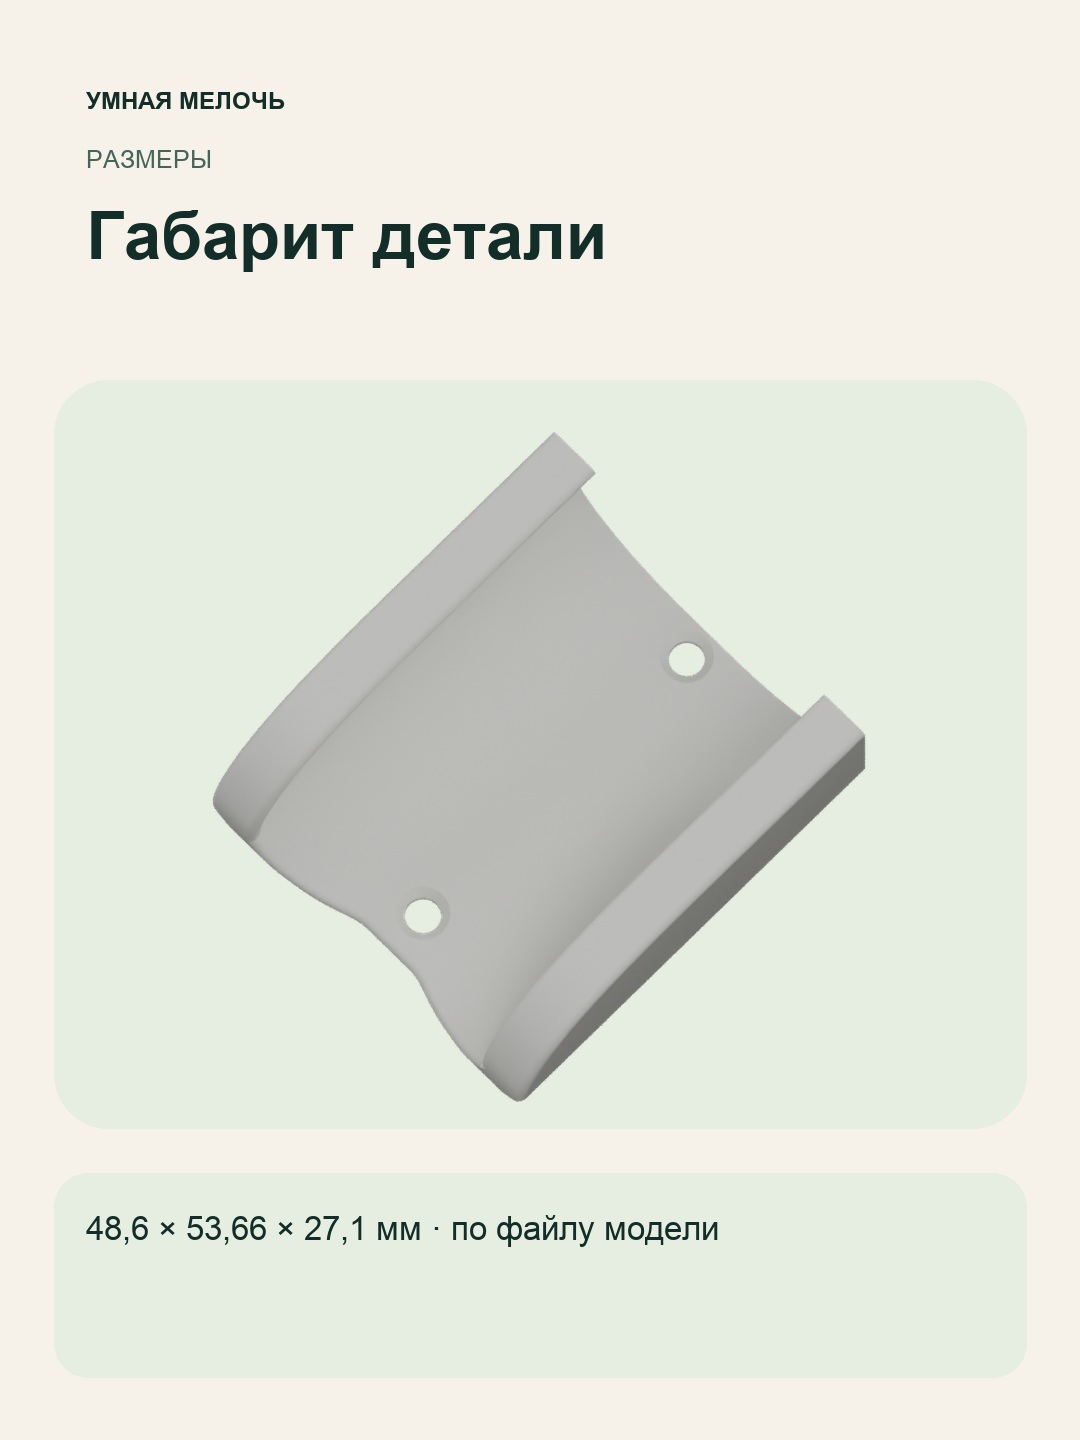 УМНАЯ МЕЛОЧЬ
РАЗМЕРЫ
Габарит детали
48,6 × 53,66 × 27,1 мм · по файлу модели